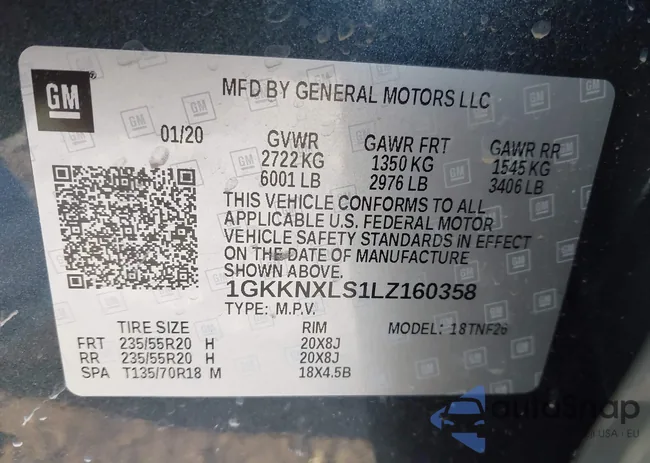 GM
MFD BY GENERAL MOTORS LLC
01/20
GVWR GAWR FRT GAWR RR
2722 KG 1350 KG 1545 KG
6001 LB 2976 LB 3406 LB
THIS VEHICLE CONFORMS TO ALL
APPLICABLE U.S. FEDERAL MOTOR
VEHICLE SAFETY STANDARDS IN EFFECT
ON THE DATE OF MANUFACTURE
SHOWN ABOVE.
1GKKNXLS1LZ160358
TYPE: M.P.V. MODEL: 18TNF26
TIRE SIZE RIM
FRT 235/55R20 H 20X8J
RR 235/55R20 H 20X8J
SPA T135/70R18 M 18X4.5B
autoSnap
USA - EU